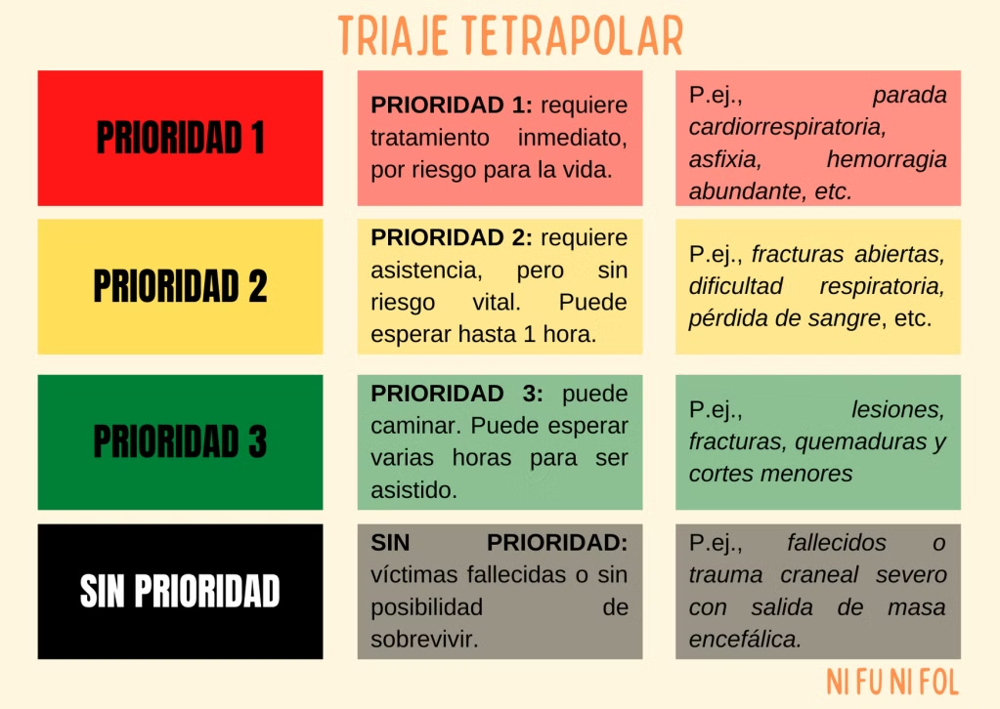 TRIAJE TETRAPOLAR
PRIORIDAD 1
PRIORIDAD 1: requiere
tratamiento inmediato,
por riesgo para la vida.
P.ej., parada
cardiorrespiratoria,
asfixia, hemorragia
abundante, etc.
PRIORIDAD 2
PRIORIDAD 2: requiere
asistencia, pero sin
riesgo vital. Puede
esperar hasta 1 hora.
P.ej., fracturas abiertas,
dificultad respiratoria,
pérdida de sangre, etc.
PRIORIDAD 3
PRIORIDAD 3: puede
caminar. Puede esperar
varias horas para ser
asistido.
P.ej., lesiones,
fracturas, quemaduras y
cortes menores
SIN PRIORIDAD
SIN PRIORIDAD:
víctimas fallecidas o sin
posibilidad de
sobrevivir.
P.ej., fallecidos o
trauma craneal severo
con salida de masa
encefálica.
NI FU NI FOL